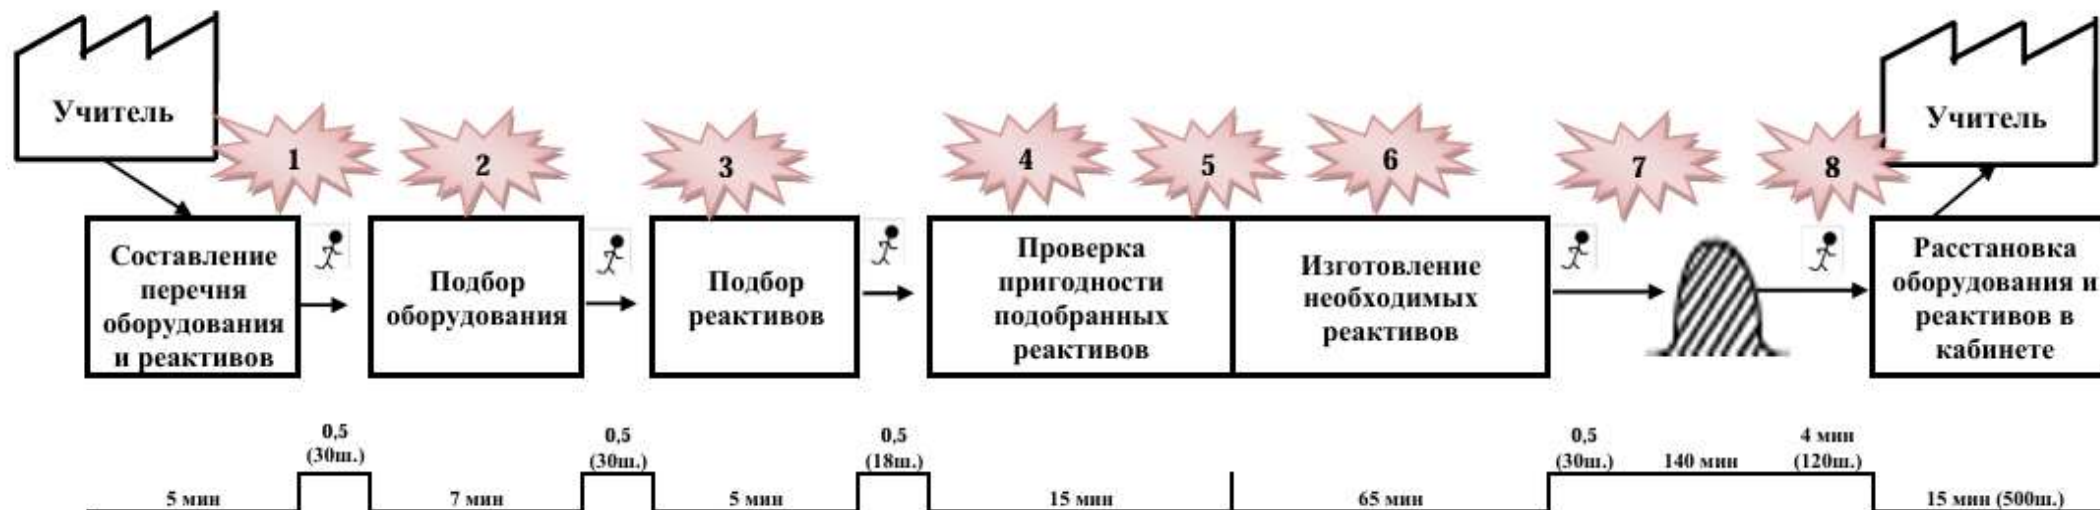 Учитель
Учитель
1
2
3
4
5
6
7
8
Составление
перечня
оборудования
и реактивов
Подбор
оборудования
Подбор
реактивов
Проверка
пригодности
подобранных
реактивов
Изготовление
необходимых
реактивов
Расстановка
оборудования и
реактивов в
кабинете
5 мин
0,5
(30ш.)
7 мин
0,5
(30ш.)
5 мин
0,5
(18ш.)
15 мин
65 мин
0,5
(30ш.)
140 мин
4 мин
(120ш.)
15 мин (500ш.)